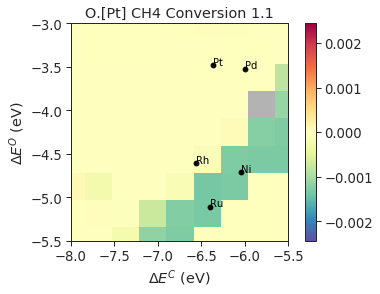 O.[Pt] CH4 Conversion 1.1
−3.0
−3.5
−4.0
−4.5
−5.0
−5.5
ΔE^O (eV)
Pt
Pd
Rh
Ni
Ru
−8.0 −7.5 −7.0 −6.5 −6.0 −5.5
ΔE^C (eV)
0.002
0.001
0.000
−0.001
−0.002